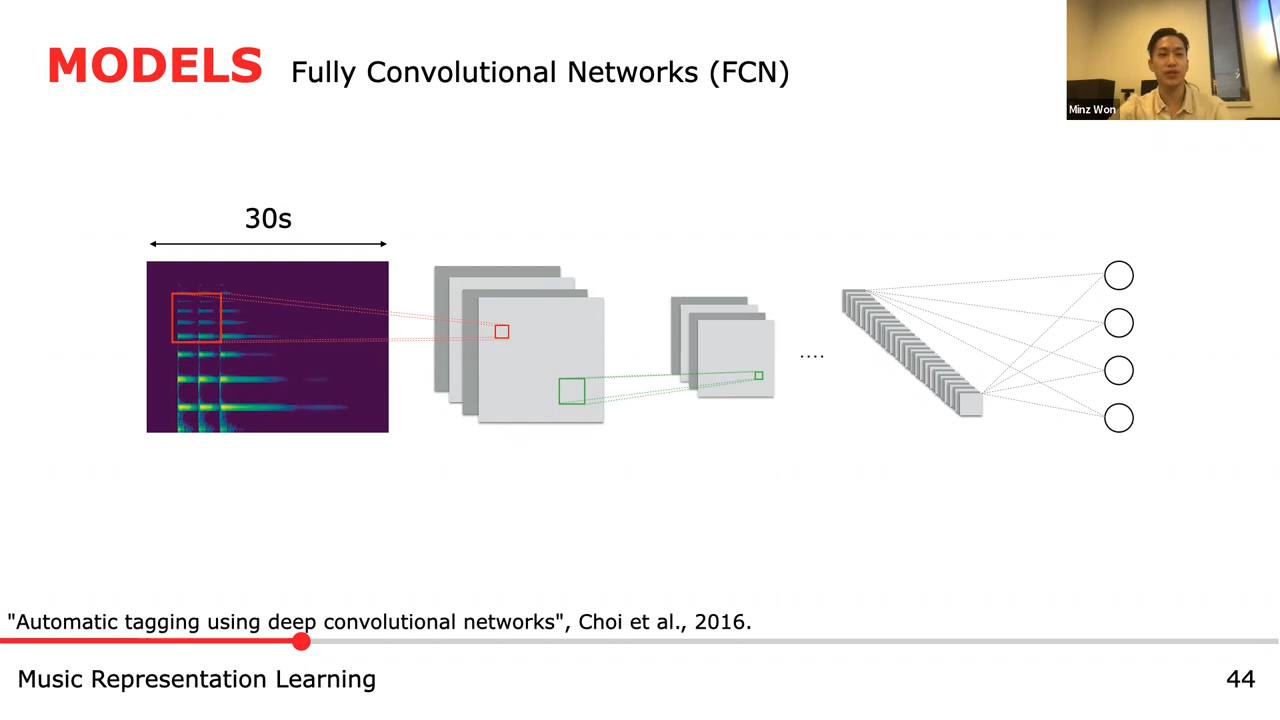 MODELS Fully Convolutional Networks (FCN)
Minz Won
30s
....
"Automatic tagging using deep convolutional networks", Choi et al., 2016.
Music Representation Learning
44